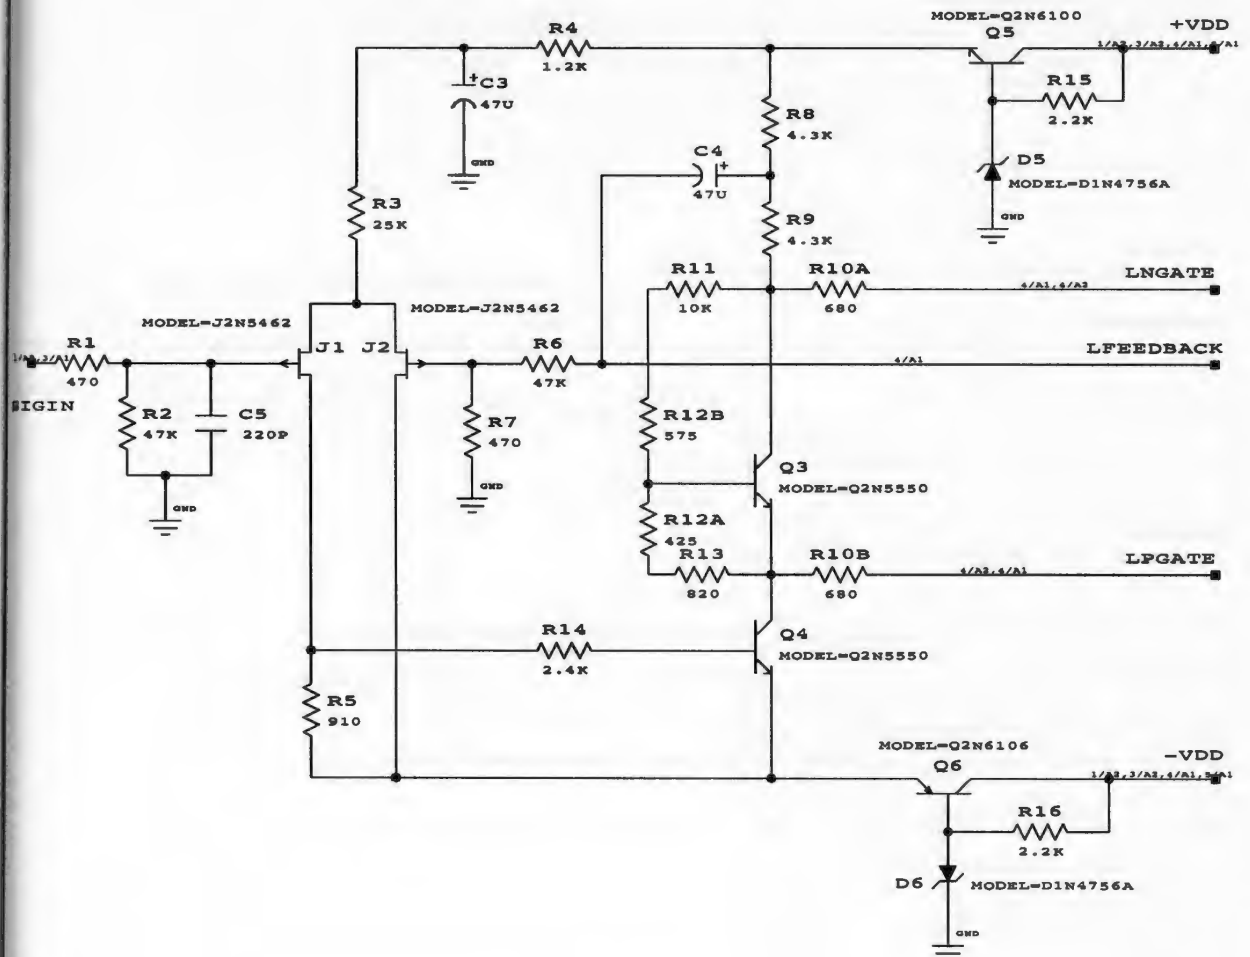 MODEL=Q2N6100
Q5
+VDD
R4
1.2K
C3
47U
GND
R8
4.3K
R15
2.2K
D5
MODEL=D1N4756A
GND
C4
47U
R3
25K
R9
4.3K
R11
10K
R10A
680
4/A1,4/A2
LNGATE
MODEL=J2N5462
MODEL=J2N5462
R1
470
SIGIN
J1
J2
R6
47K
4/A1
LFEEDBACK
R2
47K
C5
220P
GND
R7
470
GND
R12B
575
Q3
MODEL=Q2N5550
R12A
425
R13
820
R10B
680
4/A2,4/A1
LPGATE
R14
2.4K
Q4
MODEL=Q2N5550
R5
910
MODEL=Q2N6106
Q6
-VDD
R16
2.2K
D6
MODEL=D1N4756A
GND